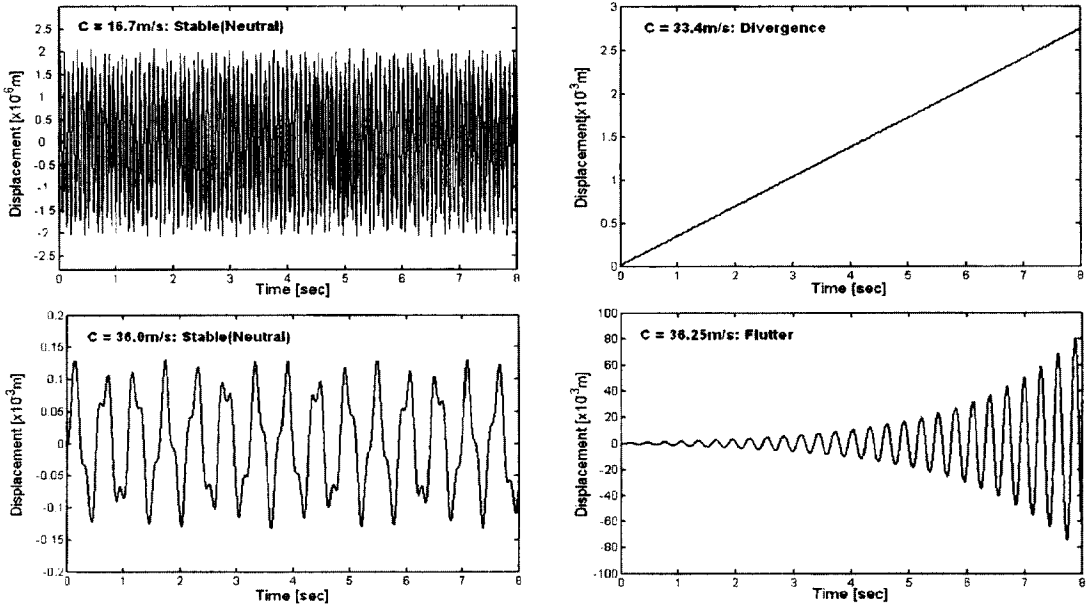 C = 16.7m/s: Stable(Neutral)
Displacement [x10-6m]
2.5
2
1.5
1
0.5
0
-0.5
-1
-1.5
-2
-2.5
0 1 2 3 4 5 6 7 8
Time [sec]
C = 33.4m/s: Divergence
Displacement[x10-3m]
3
2.5
2
1.5
1
0.5
0
0 1 2 3 4 5 6 7 8
Time [sec]
C = 36.0m/s: Stable(Neutral)
Displacement [x10-3m]
0.2
0.15
0.1
0.05
0
-0.05
-0.1
-0.15
-0.2
0 1 2 3 4 5 6 7 8
Time [sec]
C = 36.25m/s: Flutter
Displacement [x10-3m]
100
80
60
40
20
0
-20
-40
-60
-80
-100
0 1 2 3 4 5 6 7 8
Time [sec]